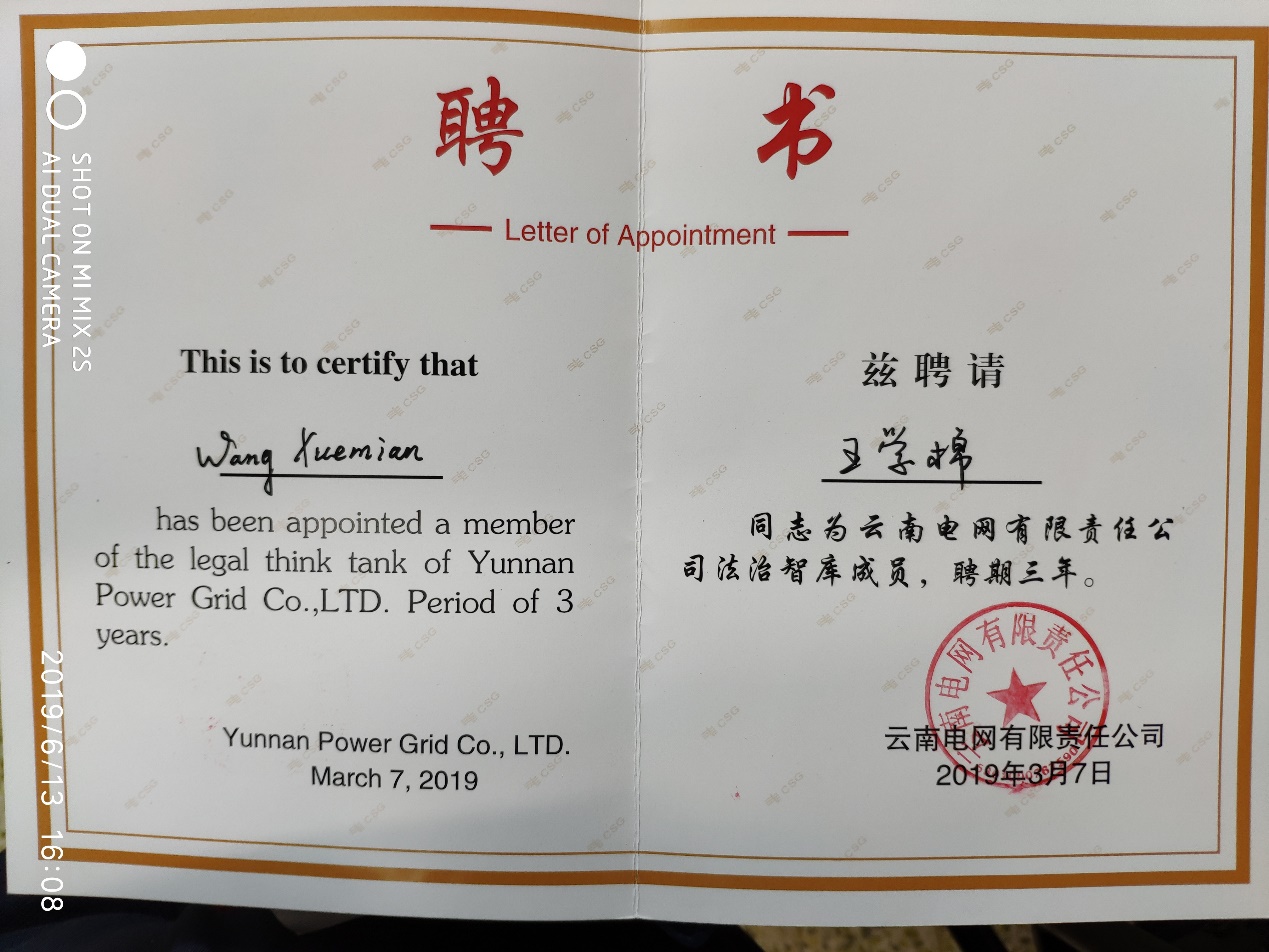 聘 书
Letter of Appointment
This is to certify that
Wang Xuemian
has been appointed a member
of the legal think tank of Yunnan
Power Grid Co.,LTD. Period of 3
years.
Yunnan Power Grid Co., LTD.
March 7, 2019
兹聘请
王学棉
同志为云南电网有限责任公
司法治智库成员，聘期三年。
云南电网有限责任公司
云南电网有限责任公司
2019年3月7日
CSG
SHOT ON MI MIX 2S
AI DUAL CAMERA
2019/6/13 16:08